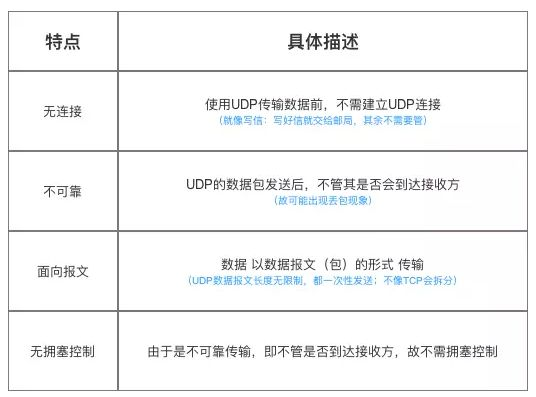 特点
具体描述
无连接
使用UDP传输数据前，不需建立UDP连接
（就像写信：写好信就交给邮局，其余不需要管）
不可靠
UDP的数据包发送后，不管其是否会到达接收方
（故可能出现丢包现象）
面向报文
数据 以数据报文（包）的形式 传输
（UDP数据报文长度无限制，都一次性发送；不像TCP会拆分）
无拥塞控制
由于是不可靠传输，即不管是否到达接收方，故不需拥塞控制